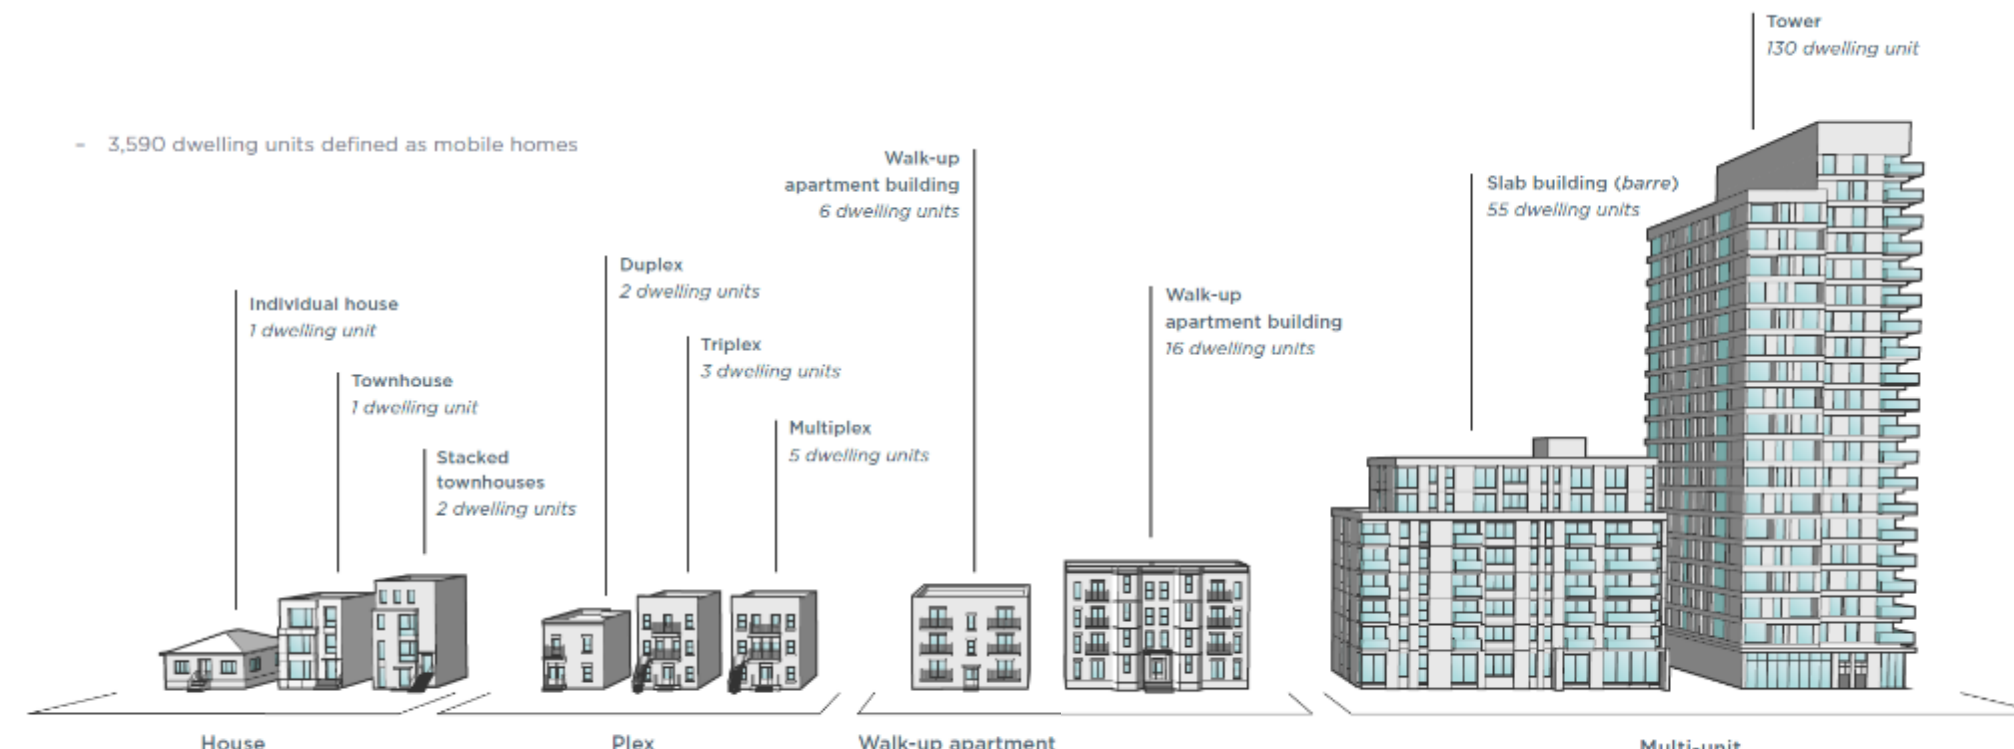 Tower
130 dwelling unit
– 3,590 dwelling units defined as mobile homes
Walk-up
apartment building
6 dwelling units
Slab building (barre)
55 dwelling units
Duplex
2 dwelling units
Individual house
1 dwelling unit
Walk-up
apartment building
16 dwelling units
Triplex
3 dwelling units
Townhouse
1 dwelling unit
Multiplex
5 dwelling units
Stacked
townhouses
2 dwelling units
House
Plex
Walk-up apartment
Multi-unit